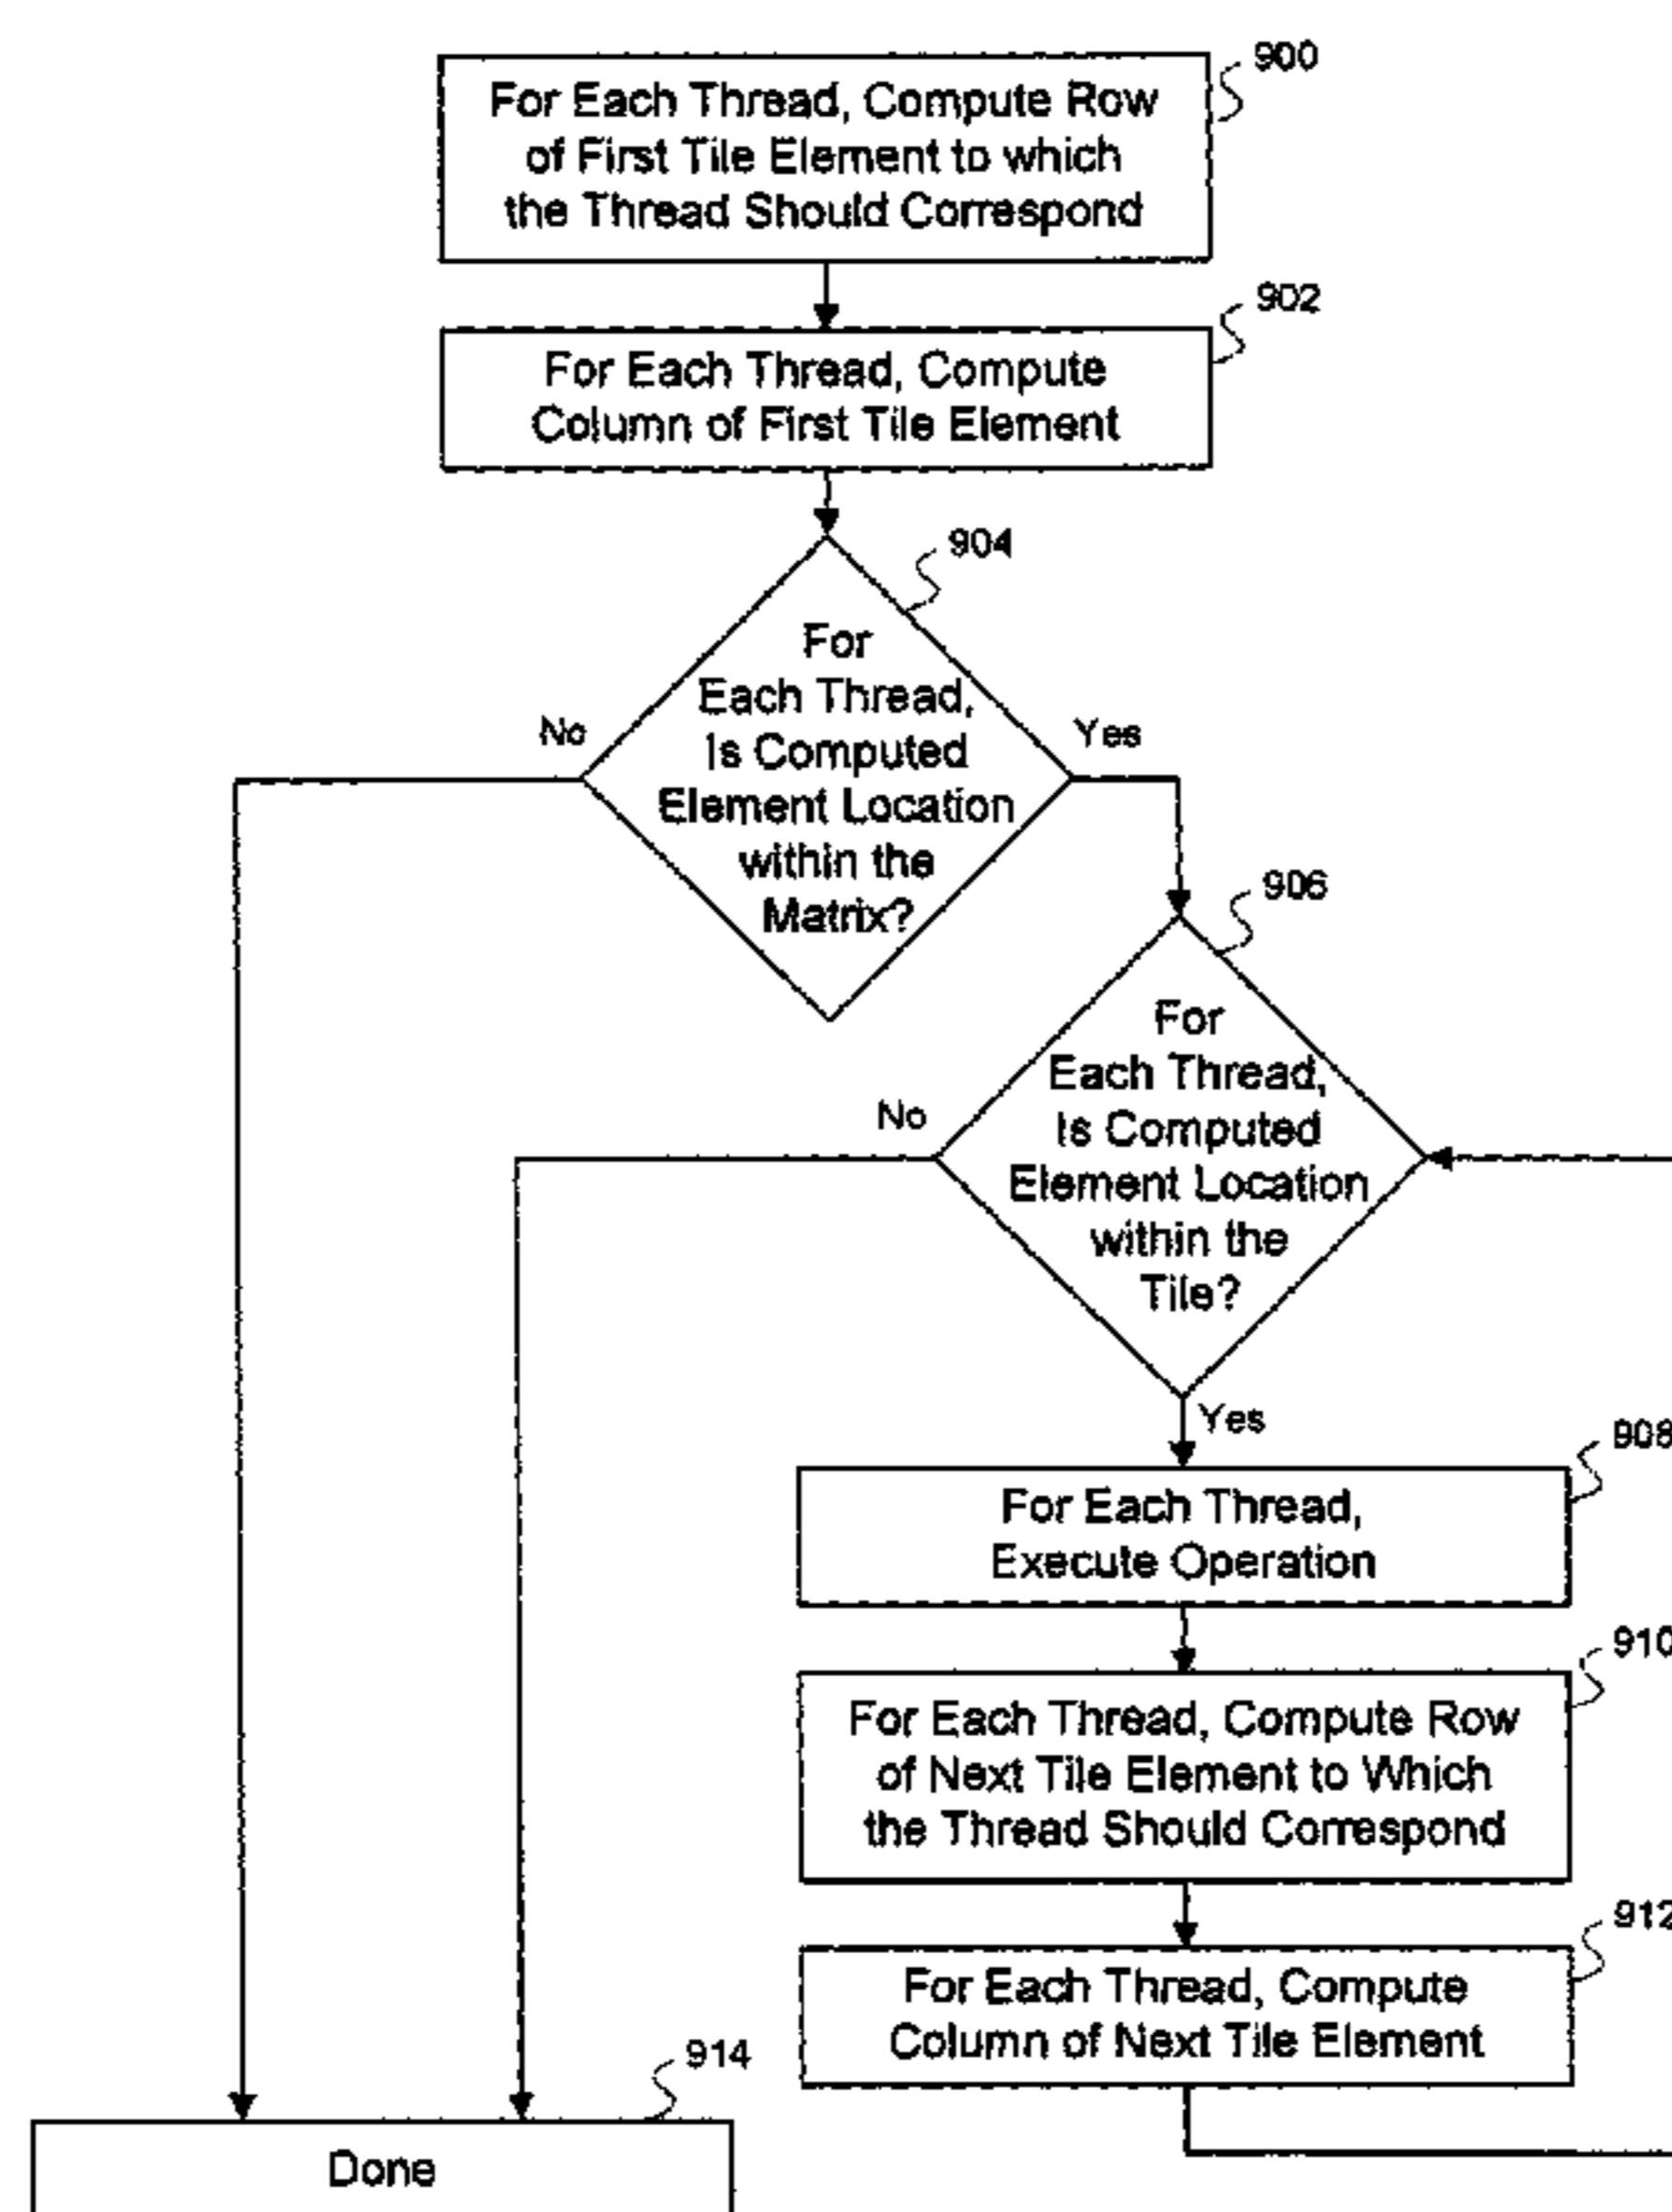 900
For Each Thread, Compute Row
of First Tile Element to which
the Thread Should Correspond
902
For Each Thread, Compute
Column of First Tile Element
904
For
Each Thread,
Is Computed
Element Location
within the
Matrix?
No
Yes
906
For
Each Thread,
Is Computed
Element Location
within the
Tile?
No
Yes
908
For Each Thread,
Execute Operation
910
For Each Thread, Compute Row
of Next Tile Element to Which
the Thread Should Correspond
912
For Each Thread, Compute
Column of Next Tile Element
914
Done